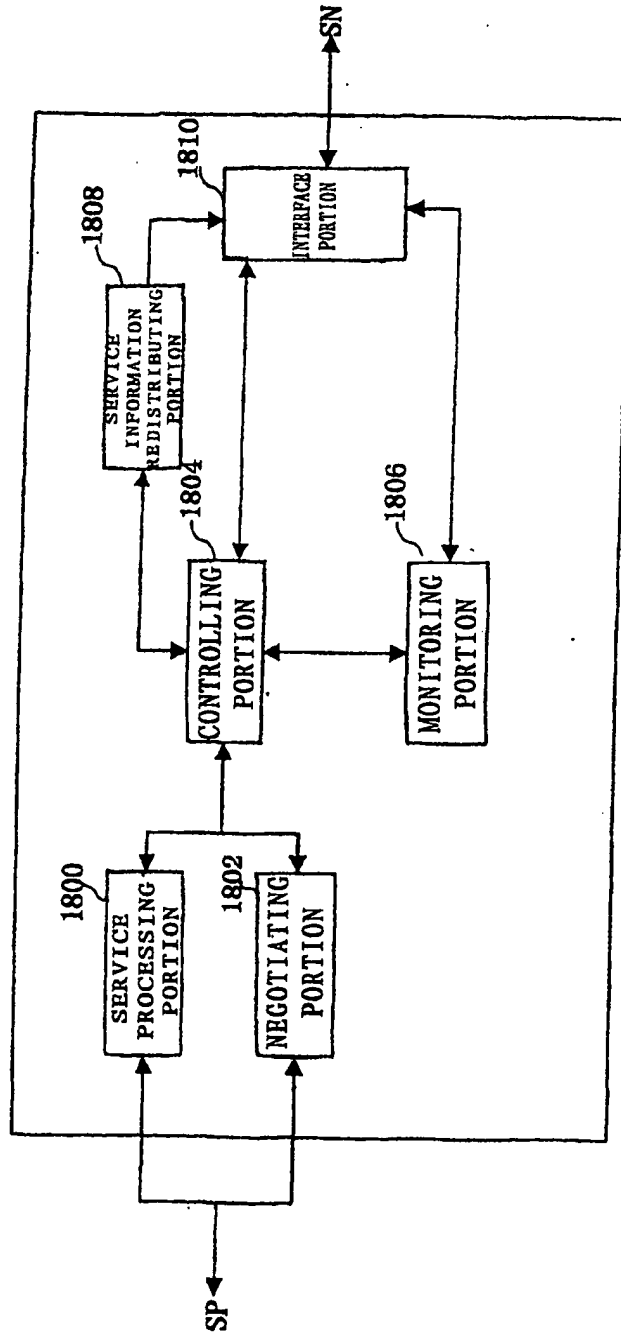 SP
1800
SERVICE
PROCESSING
PORTION
1802
NEGOTIATING
PORTION
1804
CONTROLLING
PORTION
1806
MONITORING
PORTION
1808
SERVICE
INFORMATION
REDISTRIBUTING
PORTION
1810
INTERFACE
PORTION
SN